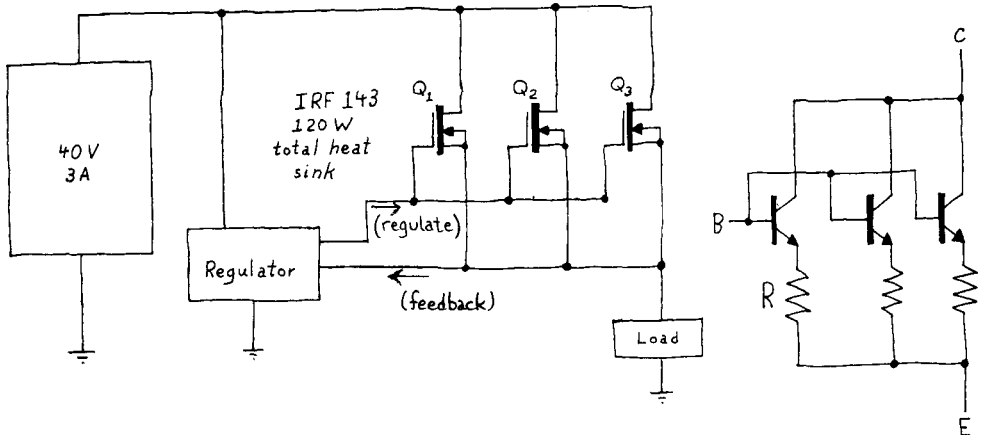 40V
3A
IRF 143
120 W
total heat
sink
Q1
Q2
Q3
(regulate)
Regulator
(feedback)
Load
C
B
R
E